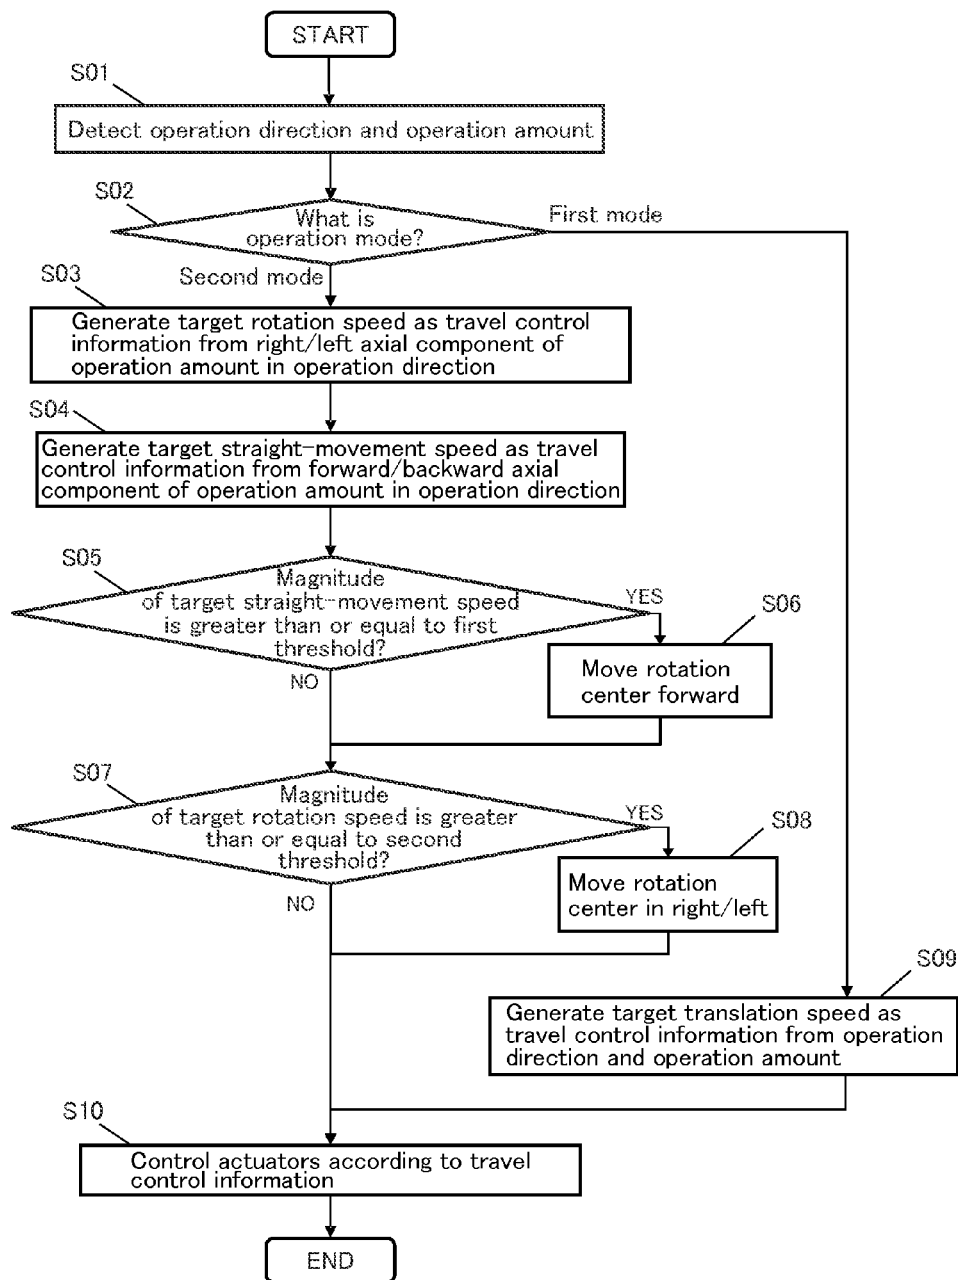 START
S01
Detect operation direction and operation amount
S02
What is
operation mode?
First mode
Second mode
S03
Generate target rotation speed as travel control
information from right/left axial component of
operation amount in operation direction
S04
Generate target straight-movement speed as travel
control information from forward/backward axial
component of operation amount in operation direction
S05
Magnitude
of target straight-movement speed
is greater than or equal to first
threshold?
YES
NO
S06
Move rotation
center forward
S07
Magnitude
of target rotation speed is greater
than or equal to second
threshold?
YES
NO
S08
Move rotation
center in right/left
S09
Generate target translation speed as
travel control information from operation
direction and operation amount
S10
Control actuators according to travel
control information
END